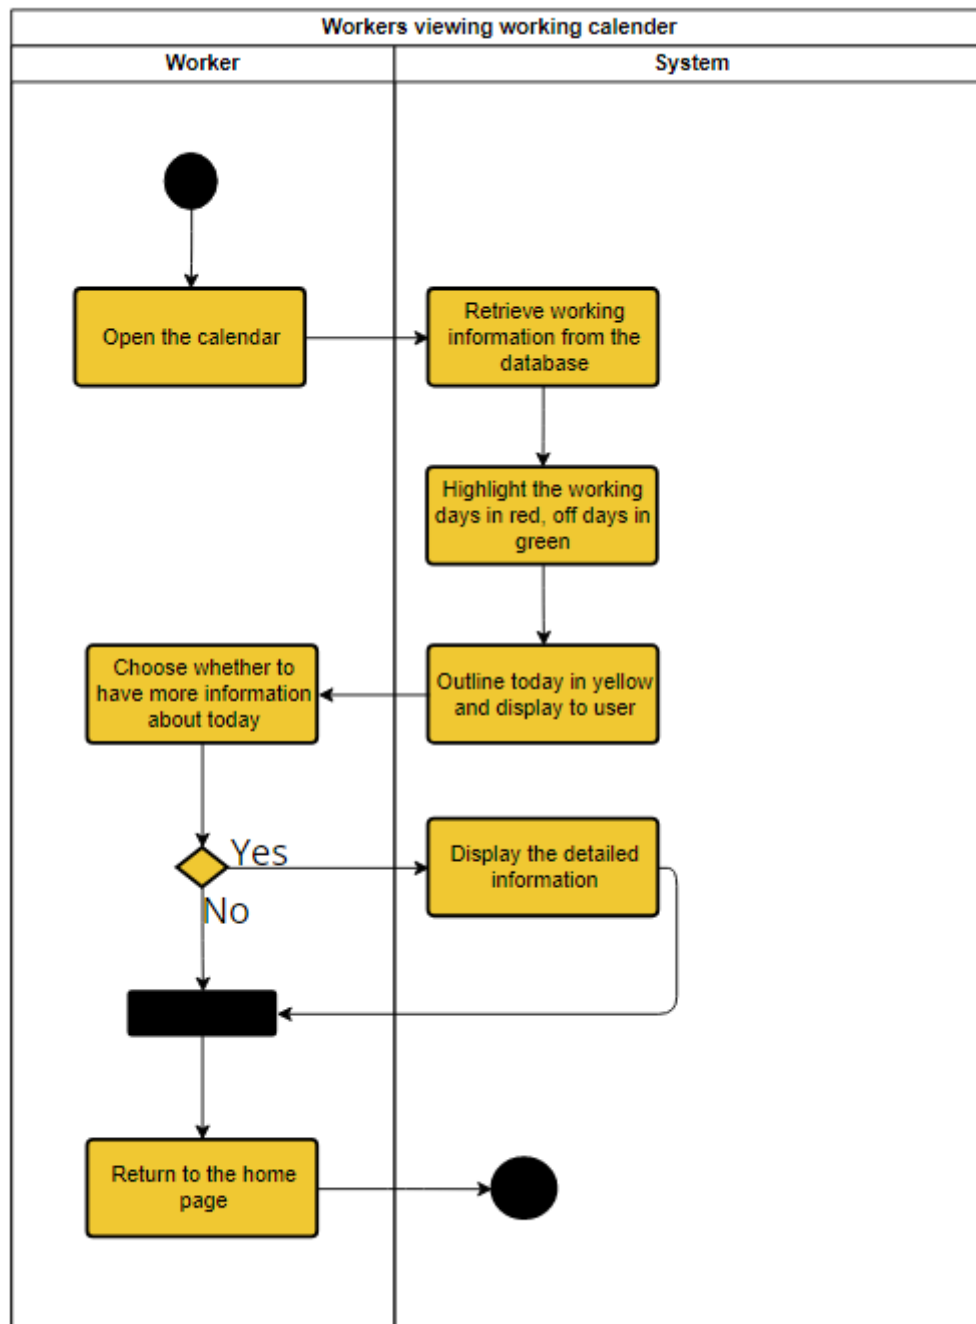 Workers viewing working calender
Worker
System
Open the calendar
Retrieve working
information from the
database
Highlight the working
days in red, off days in
green
Choose whether to
have more information
about today
Outline today in yellow
and display to user
Yes
Display the detailed
information
No
Return to the home
page